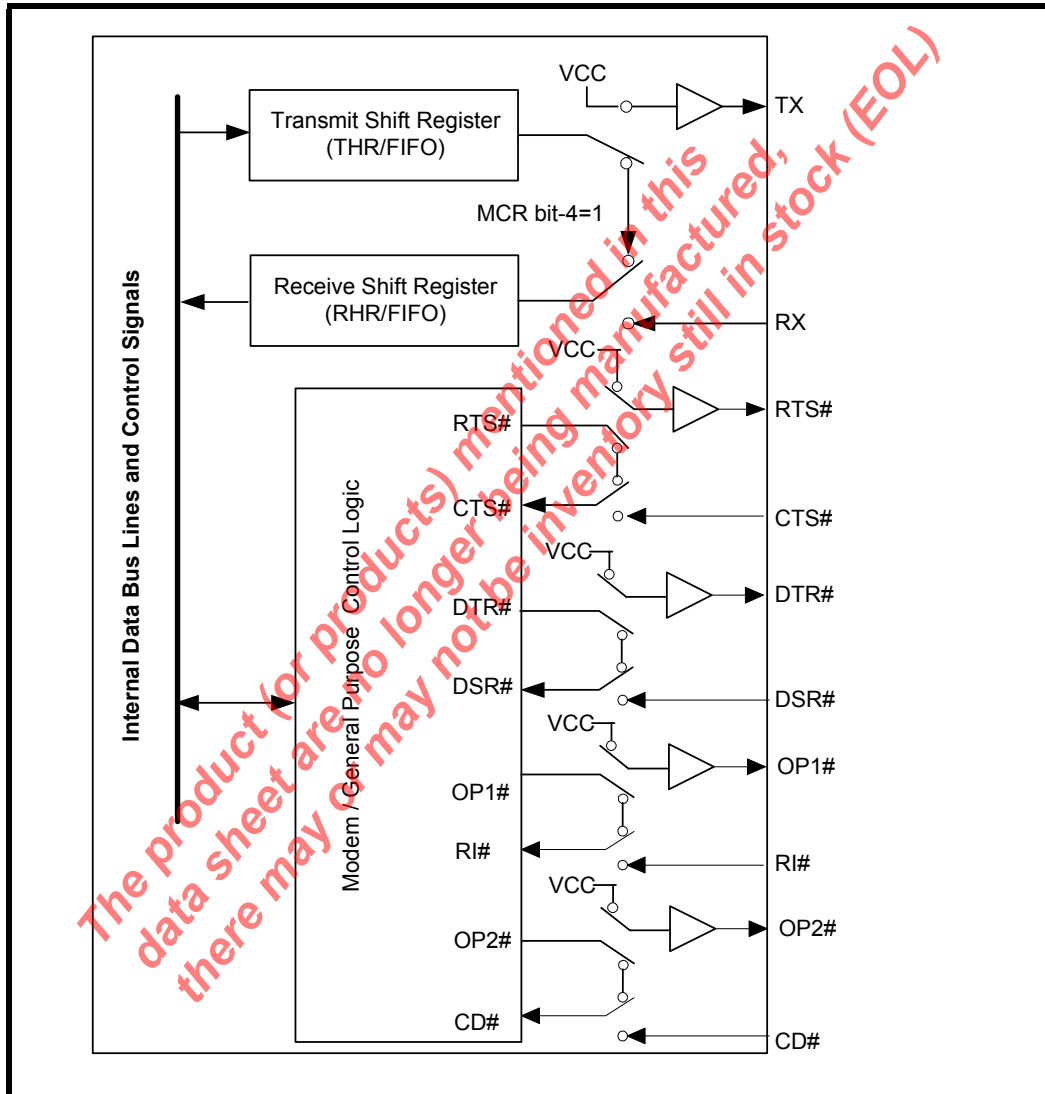 VCC
TX
Transmit Shift Register
(THR/FIFO)
MCR bit-4=1
Receive Shift Register
(RHR/FIFO)
RX
VCC
RTS#
RTS#
CTS#
CTS#
VCC
DTR#
DTR#
DSR#
DSR#
VCC
OP1#
OP1#
RI#
RI#
VCC
OP2#
OP2#
CD#
CD#
Internal Data Bus Lines and Control Signals
Modem / General Purpose Control Logic
The product (or products) mentioned in this
data sheet are no longer being manufactured,
there may or may not be inventory still in stock (EOL)